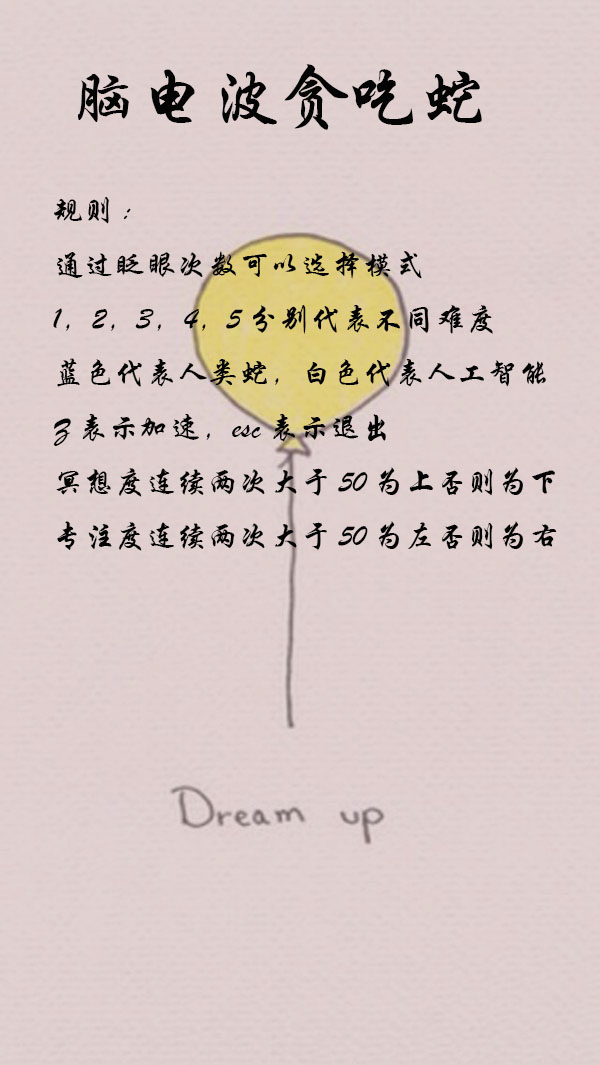 脑电波贪吃蛇
规则：
通过眨眼次数可以选择模式
1，2，3，4，5分别代表不同难度
蓝色代表人类蛇，白色代表人工智能
Z表示加速，esc表示退出
冥想度连续两次大于50为上否则为下
专注度连续两次大于50为左否则为右
Dream up